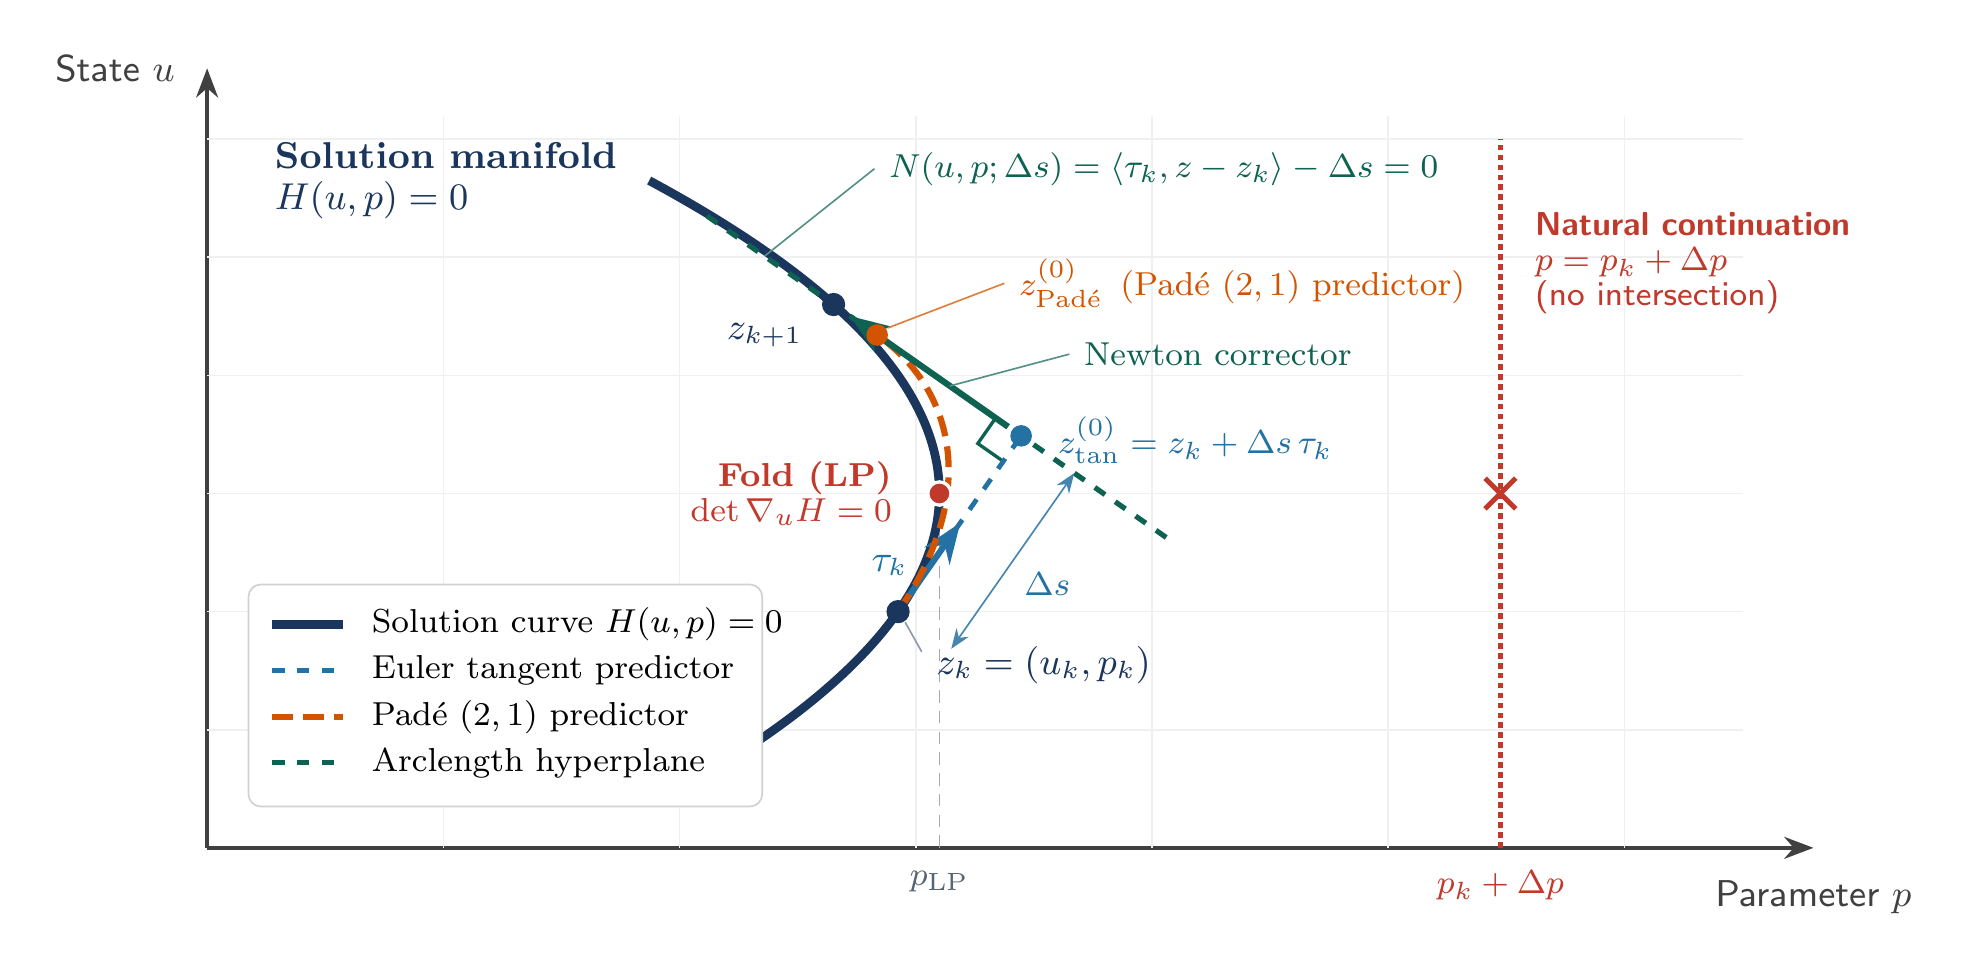 State u
Solution manifold
H(u, p) = 0
N(u, p; Δs) = ⟨τ_k, z − z_k⟩ − Δs = 0
Natural continuation
p = p_k + Δp
(no intersection)
z_Padé^(0) (Padé (2, 1) predictor)
z_{k+1}
Newton corrector
z_tan^(0) = z_k + Δs τ_k
Fold (LP)
det ∇_u H = 0
τ_k
Δs
z_k = (u_k, p_k)
Solution curve H(u, p) = 0
Euler tangent predictor
Padé (2, 1) predictor
Arclength hyperplane
p_LP
p_k + Δp
Parameter p